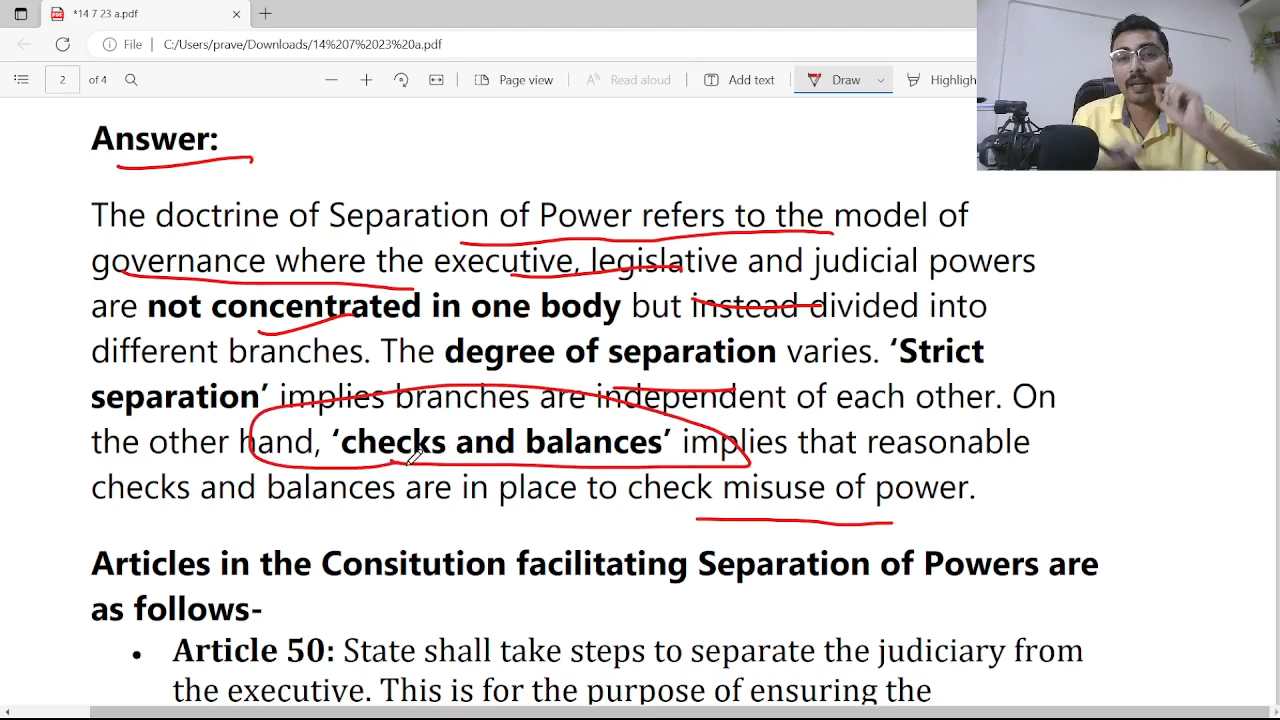 *14 7 23 a.pdf
File | C:/Users/prave/Downloads/14%207%2023%20a.pdf
2 of 4 Page view Read aloud Add text Draw Highligh
Answer:
The doctrine of Separation of Power refers to the model of
governance where the executive, legislative and judicial powers
are not concentrated in one body but instead divided into
different branches. The degree of separation varies. ‘Strict
separation’ implies branches are independent of each other. On
the other hand, ‘checks and balances’ implies that reasonable
checks and balances are in place to check misuse of power.
Articles in the Consitution facilitating Separation of Powers are
as follows-
• Article 50: State shall take steps to separate the judiciary from
the executive. This is for the purpose of ensuring the